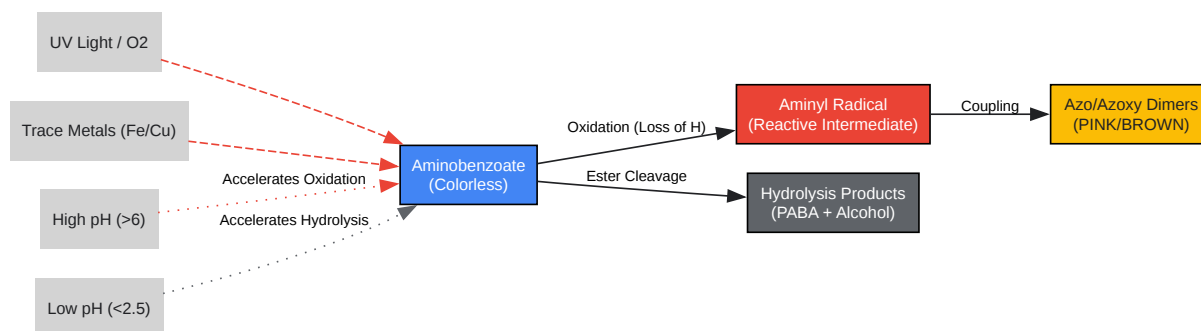 UV Light / O2
Trace Metals (Fe/Cu)
High pH (>6)
Low pH (<2.5)
Accelerates Oxidation
Accelerates Hydrolysis
Aminobenzoate
(Colorless)
Oxidation (Loss of H)
Ester Cleavage
Aminyl Radical
(Reactive Intermediate)
Hydrolysis Products
(PABA + Alcohol)
Coupling
Azo/Azoxy Dimers
(PINK/BROWN)